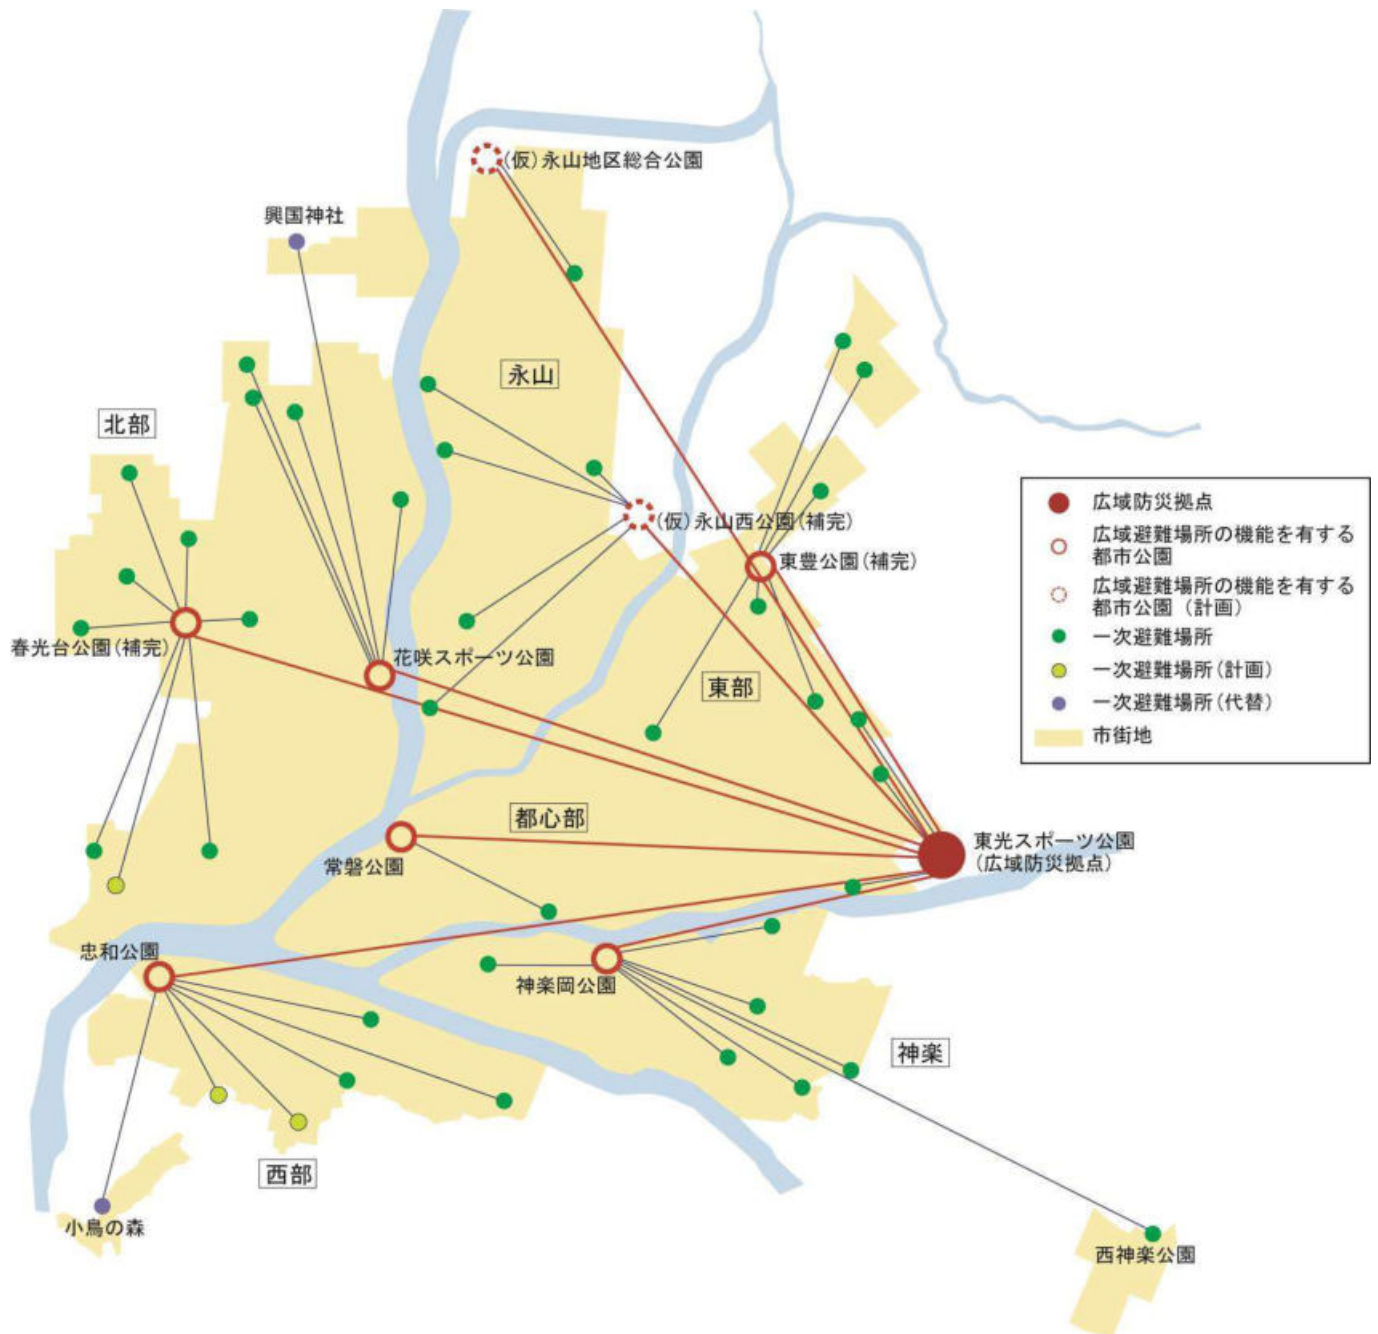 (仮)永山地区総合公園
興国神社
永山
北部
(仮)永山西公園(補完)
東豊公園(補完)
春光台公園(補完)
花咲スポーツ公園
東部
都心部
常磐公園
東光スポーツ公園
(広域防災拠点)
忠和公園
神楽岡公園
神楽
西部
小鳥の森
西神楽公園
広域防災拠点
広域避難場所の機能を有する
都市公園
広域避難場所の機能を有する
都市公園（計画）
一次避難場所
一次避難場所(計画)
一次避難場所(代替)
市街地